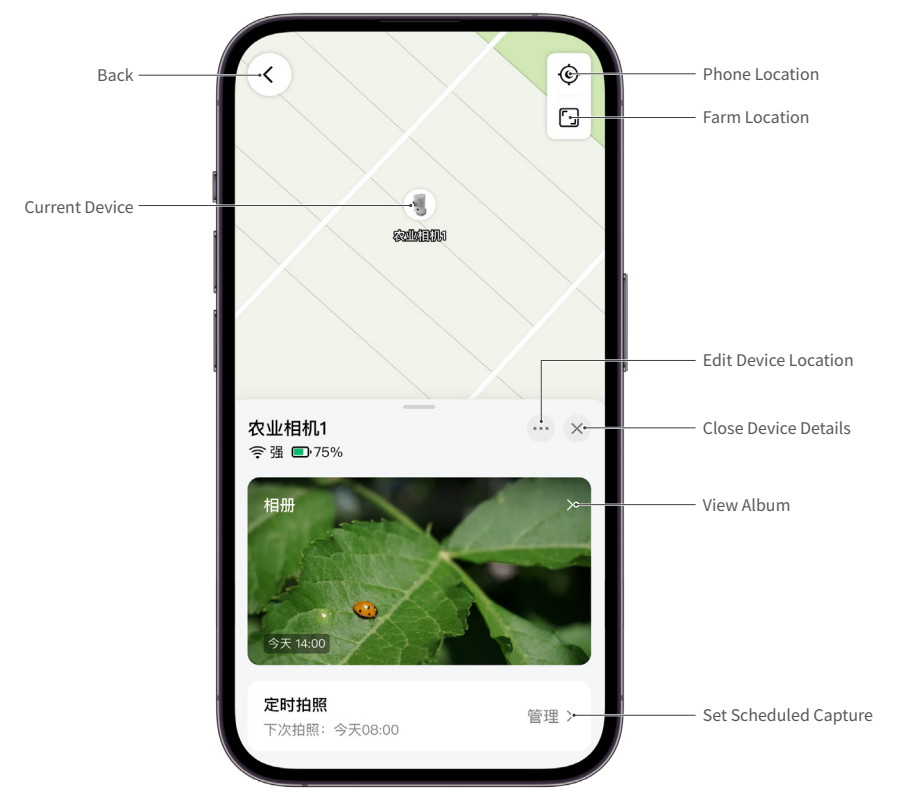 Back
Phone Location
Farm Location
Current Device
农业相机1
Edit Device Location
农业相机1
Close Device Details
强 75%
相册
View Album
今天 14:00
定时拍照
管理
Set Scheduled Capture
下次拍照：今天08:00